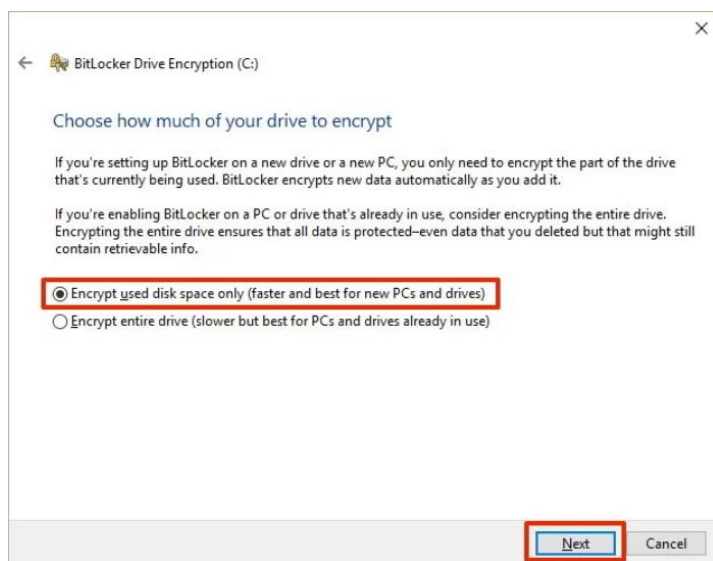 BitLocker Drive Encryption (C:)
Choose how much of your drive to encrypt
If you're setting up BitLocker on a new drive or a new PC, you only need to encrypt the part of the drive
that's currently being used. BitLocker encrypts new data automatically as you add it.
If you're enabling BitLocker on a PC or drive that's already in use, consider encrypting the entire drive.
Encrypting the entire drive ensures that all data is protected–even data that you deleted but that might still
contain retrievable info.
Encrypt used disk space only (faster and best for new PCs and drives)
Encrypt entire drive (slower but best for PCs and drives already in use)
Next Cancel